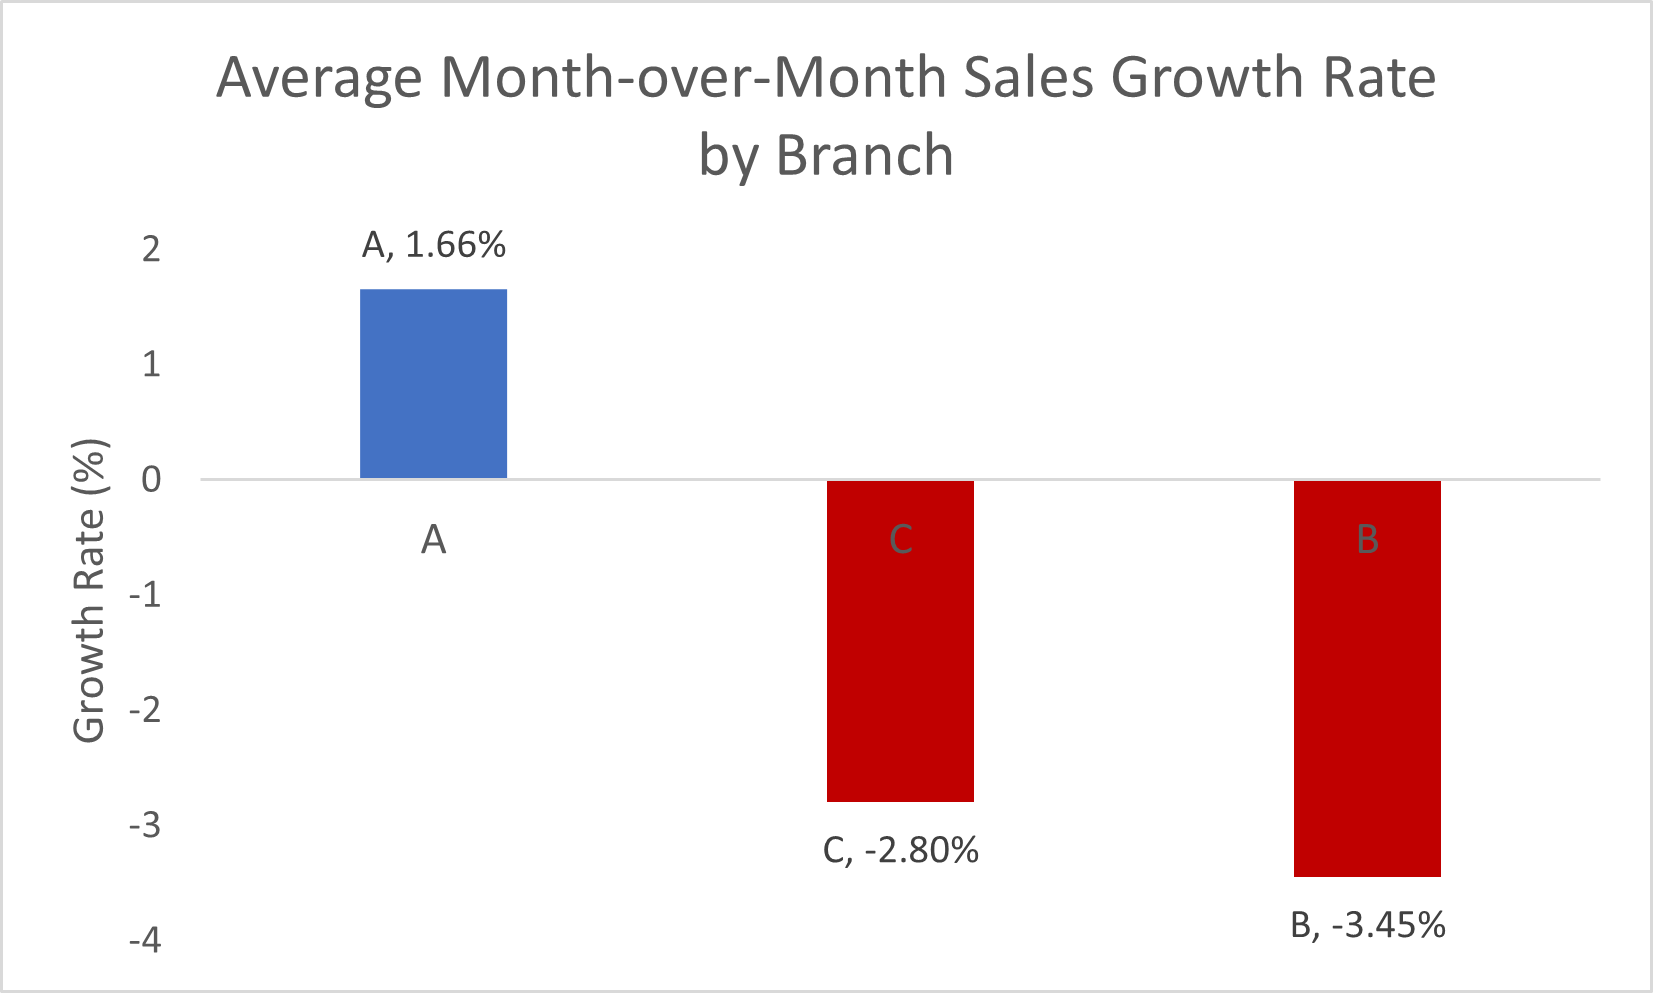 Average Month-over-Month Sales Growth Rate
by Branch
Growth Rate (%)
2
1
0
-1
-2
-3
-4
A, 1.66%
C, -2.80%
B, -3.45%
A
C
B